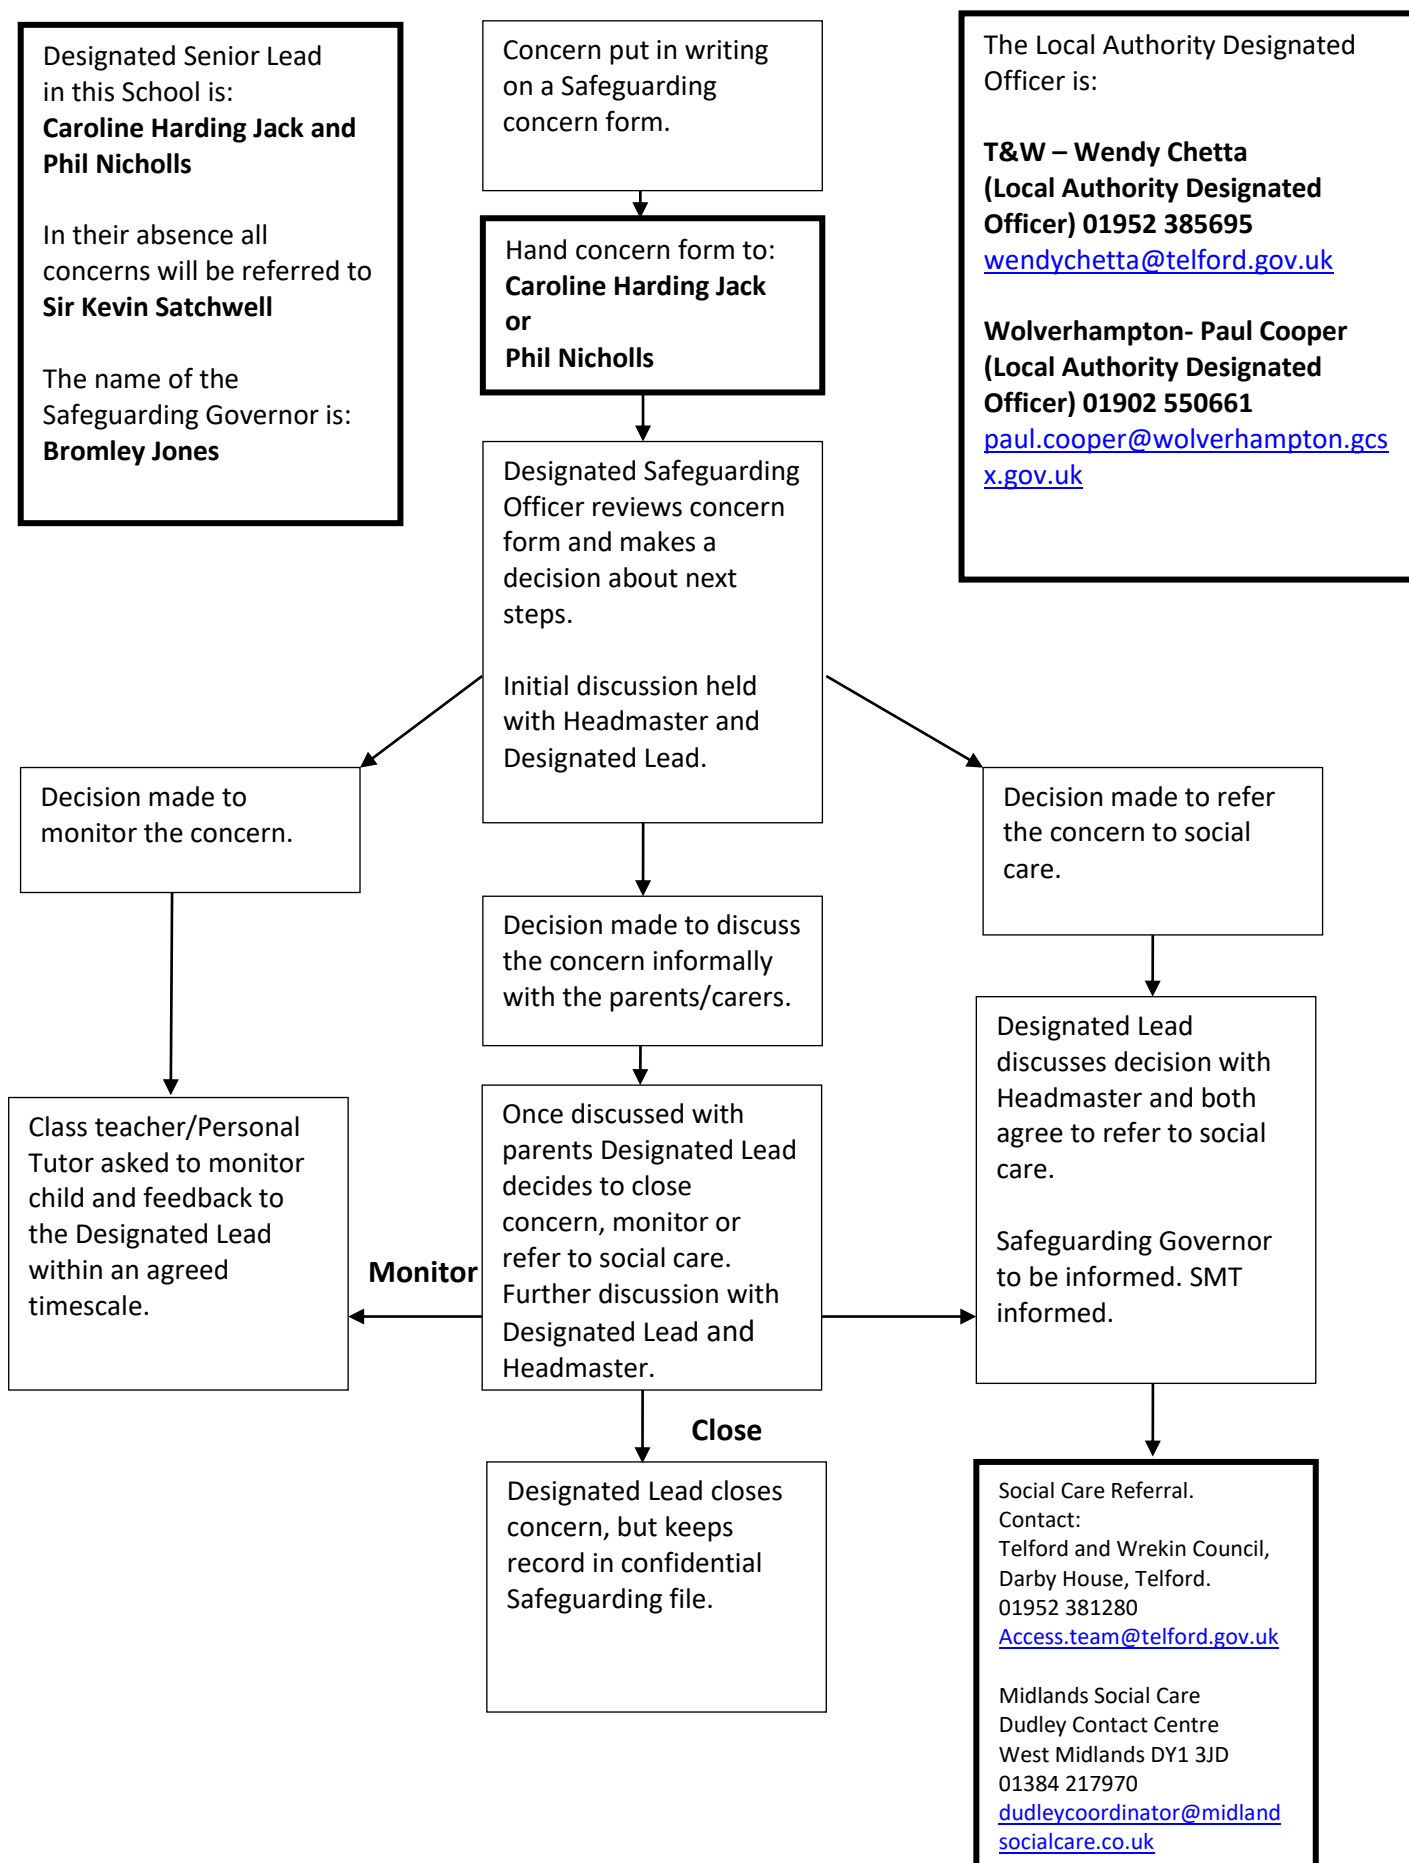 Designated Senior Lead
in this School is:
Caroline Harding Jack and
Phil Nicholls
In their absence all
concerns will be referred to
Sir Kevin Satchwell
The name of the
Safeguarding Governor is:
Bromley Jones
Concern put in writing
on a Safeguarding
concern form.
The Local Authority Designated
Officer is:
T&W – Wendy Chetta
(Local Authority Designated
Officer) 01952 385695
wendychetta@telford.gov.uk
Wolverhampton- Paul Cooper
(Local Authority Designated
Officer) 01902 550661
paul.cooper@wolverhampton.gcs
x.gov.uk
Hand concern form to:
Caroline Harding Jack
or
Phil Nicholls
Designated Safeguarding
Officer reviews concern
form and makes a
decision about next
steps.
Initial discussion held
with Headmaster and
Designated Lead.
Decision made to
monitor the concern.
Decision made to discuss
the concern informally
with the parents/carers.
Decision made to refer
the concern to social
care.
Class teacher/Personal
Tutor asked to monitor
child and feedback to
the Designated Lead
within an agreed
timescale.
Monitor
Once discussed with
parents Designated Lead
decides to close
concern, monitor or
refer to social care.
Further discussion with
Designated Lead and
Headmaster.
Designated Lead
discusses decision with
Headmaster and both
agree to refer to social
care.
Safeguarding Governor
to be informed. SMT
informed.
Close
Designated Lead closes
concern, but keeps
record in confidential
Safeguarding file.
Social Care Referral.
Contact:
Telford and Wrekin Council,
Darby House, Telford.
01952 381280
Access.team@telford.gov.uk
Midlands Social Care
Dudley Contact Centre
West Midlands DY1 3JD
01384 217970
dudleycoordinator@midland
socialcare.co.uk